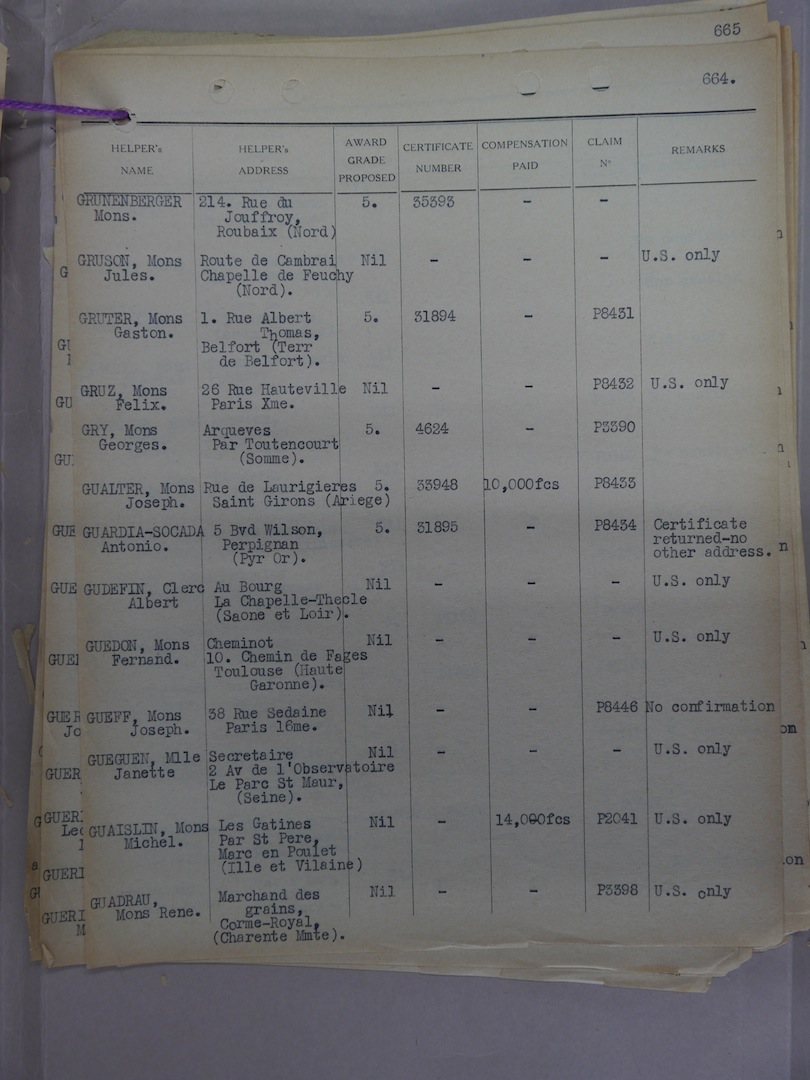 665
664.
HELPER's NAME | HELPER's ADDRESS | AWARD GRADE PROPOSED | CERTIFICATE NUMBER | COMPENSATION PAID | CLAIM No | REMARKS
GRUNENBERGER | 214. Rue du | 5. | 35393 | - | -
Mons. | Jouffroy,
Roubaix (Nord)
GRUSON, Mons | Route de Cambrai | Nil | - | - | - | U.S. only
Jules. | Chapelle de Feuchy
(Nord).
GRUTER, Mons | 1. Rue Albert | 5. | 31894 | - | P8431
Gaston. | Thomas,
Belfort (Terr
de Belfort).
GRUZ, Mons | 26 Rue Hauteville | Nil | - | - | P8432 | U.S. only
Felix. | Paris Xme.
GRY, Mons | Arqueves | 5. | 4624 | - | P3390
Georges. | Par Toutencourt
(Somme).
GUALTER, Mons | Rue de Laurigieres | 5. | 33948 | 10,000fcs | P8433
Joseph. | Saint Girons (Ariege)
GUARDIA-SOCADA | 5 Bvd Wilson, | 5. | 31895 | - | P8434 | Certificate
Antonio. | Perpignan | returned-no
(Pyr Or). | other address.
GUDEFIN, Clerc | Au Bourg | Nil | - | - | - | U.S. only
Albert | La Chapelle-Thecle
(Saone et Loir).
GUEDON, Mons | Cheminot | Nil | - | - | - | U.S. only
Fernand. | 10. Chemin de Fages
Toulouse (Haute
Garonne).
GUEFF, Mons | 38 Rue Sedaine | Nil | - | - | P8446 | No confirmation
Joseph. | Paris 16me.
GUEGUEN, Mlle | Secretaire | Nil | - | - | - | U.S. only
Janette | 2 Av de l'Observatoire
Le Parc St Maur,
(Seine).
GUAISLIN, Mons | Les Gatines | Nil | - | 14,000fcs | P2041 | U.S. only
Michel. | Par St Pere,
Marc en Poulet
(Ille et Vilaine)
GUADRAU, | Marchand des | Nil | - | - | P3398 | U.S. only
Mons Rene. | grains,
Corme-Royal,
(Charente Mmte).